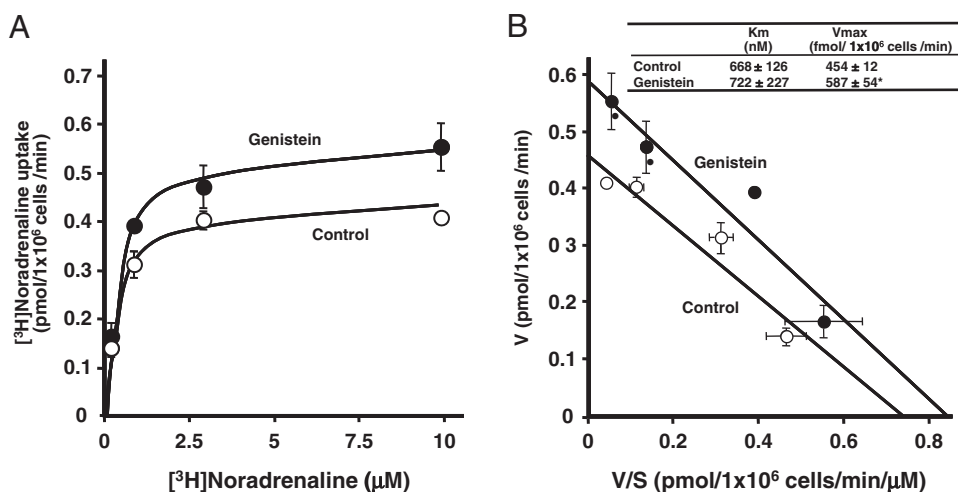 A
[³H]Noradrenaline uptake
(pmol/1x10⁶ cells /min)
0.7
0.6
0.5
0.4
0.3
0.2
0.1
0
Genistein
Control
0
2.5
5
7.5
10
[³H]Noradrenaline (μM)
B
Km Vmax
(nM) (fmol/ 1x10⁶ cells /min)
Control 668 ± 126 454 ± 12
Genistein 722 ± 227 587 ± 54*
V (pmol/1x10⁶ cells/min)
0.6
0.5
0.3
0.2
0.1
0
Genistein
Control
0
0.2
0.4
0.6
0.8
V/S (pmol/1x10⁶ cells/min/μM)